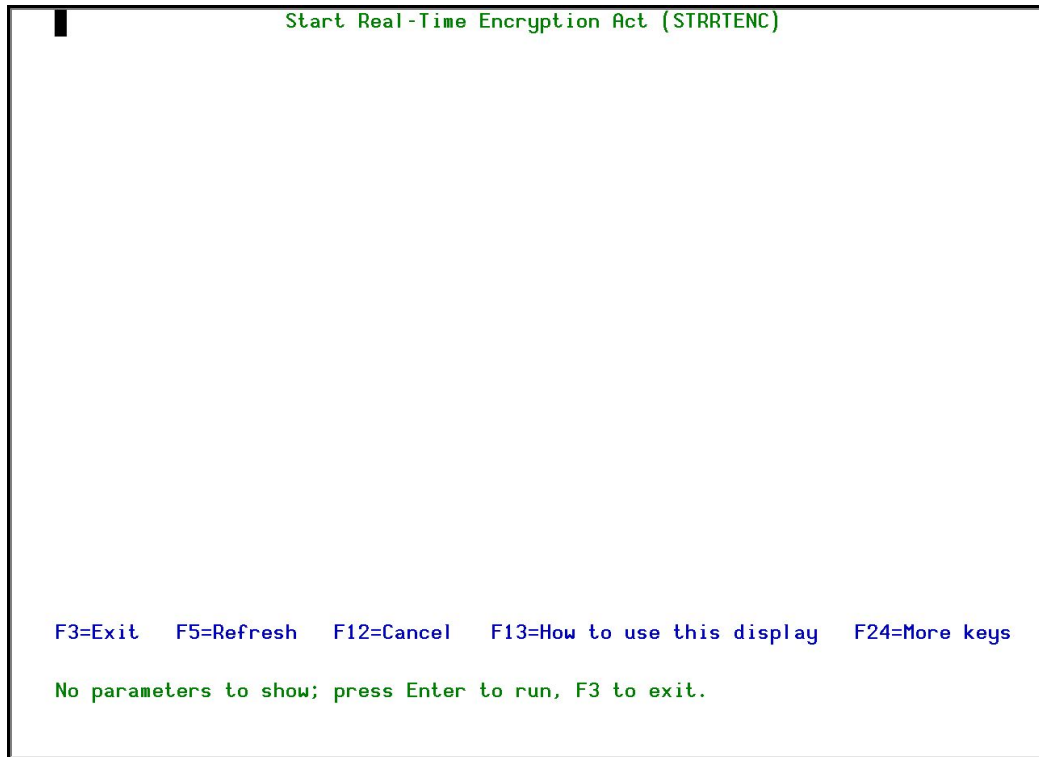 Start Real-Time Encryption Act (STRRTENC)
F3=Exit F5=Refresh F12=Cancel F13=How to use this display F24=More keys
No parameters to show; press Enter to run, F3 to exit.